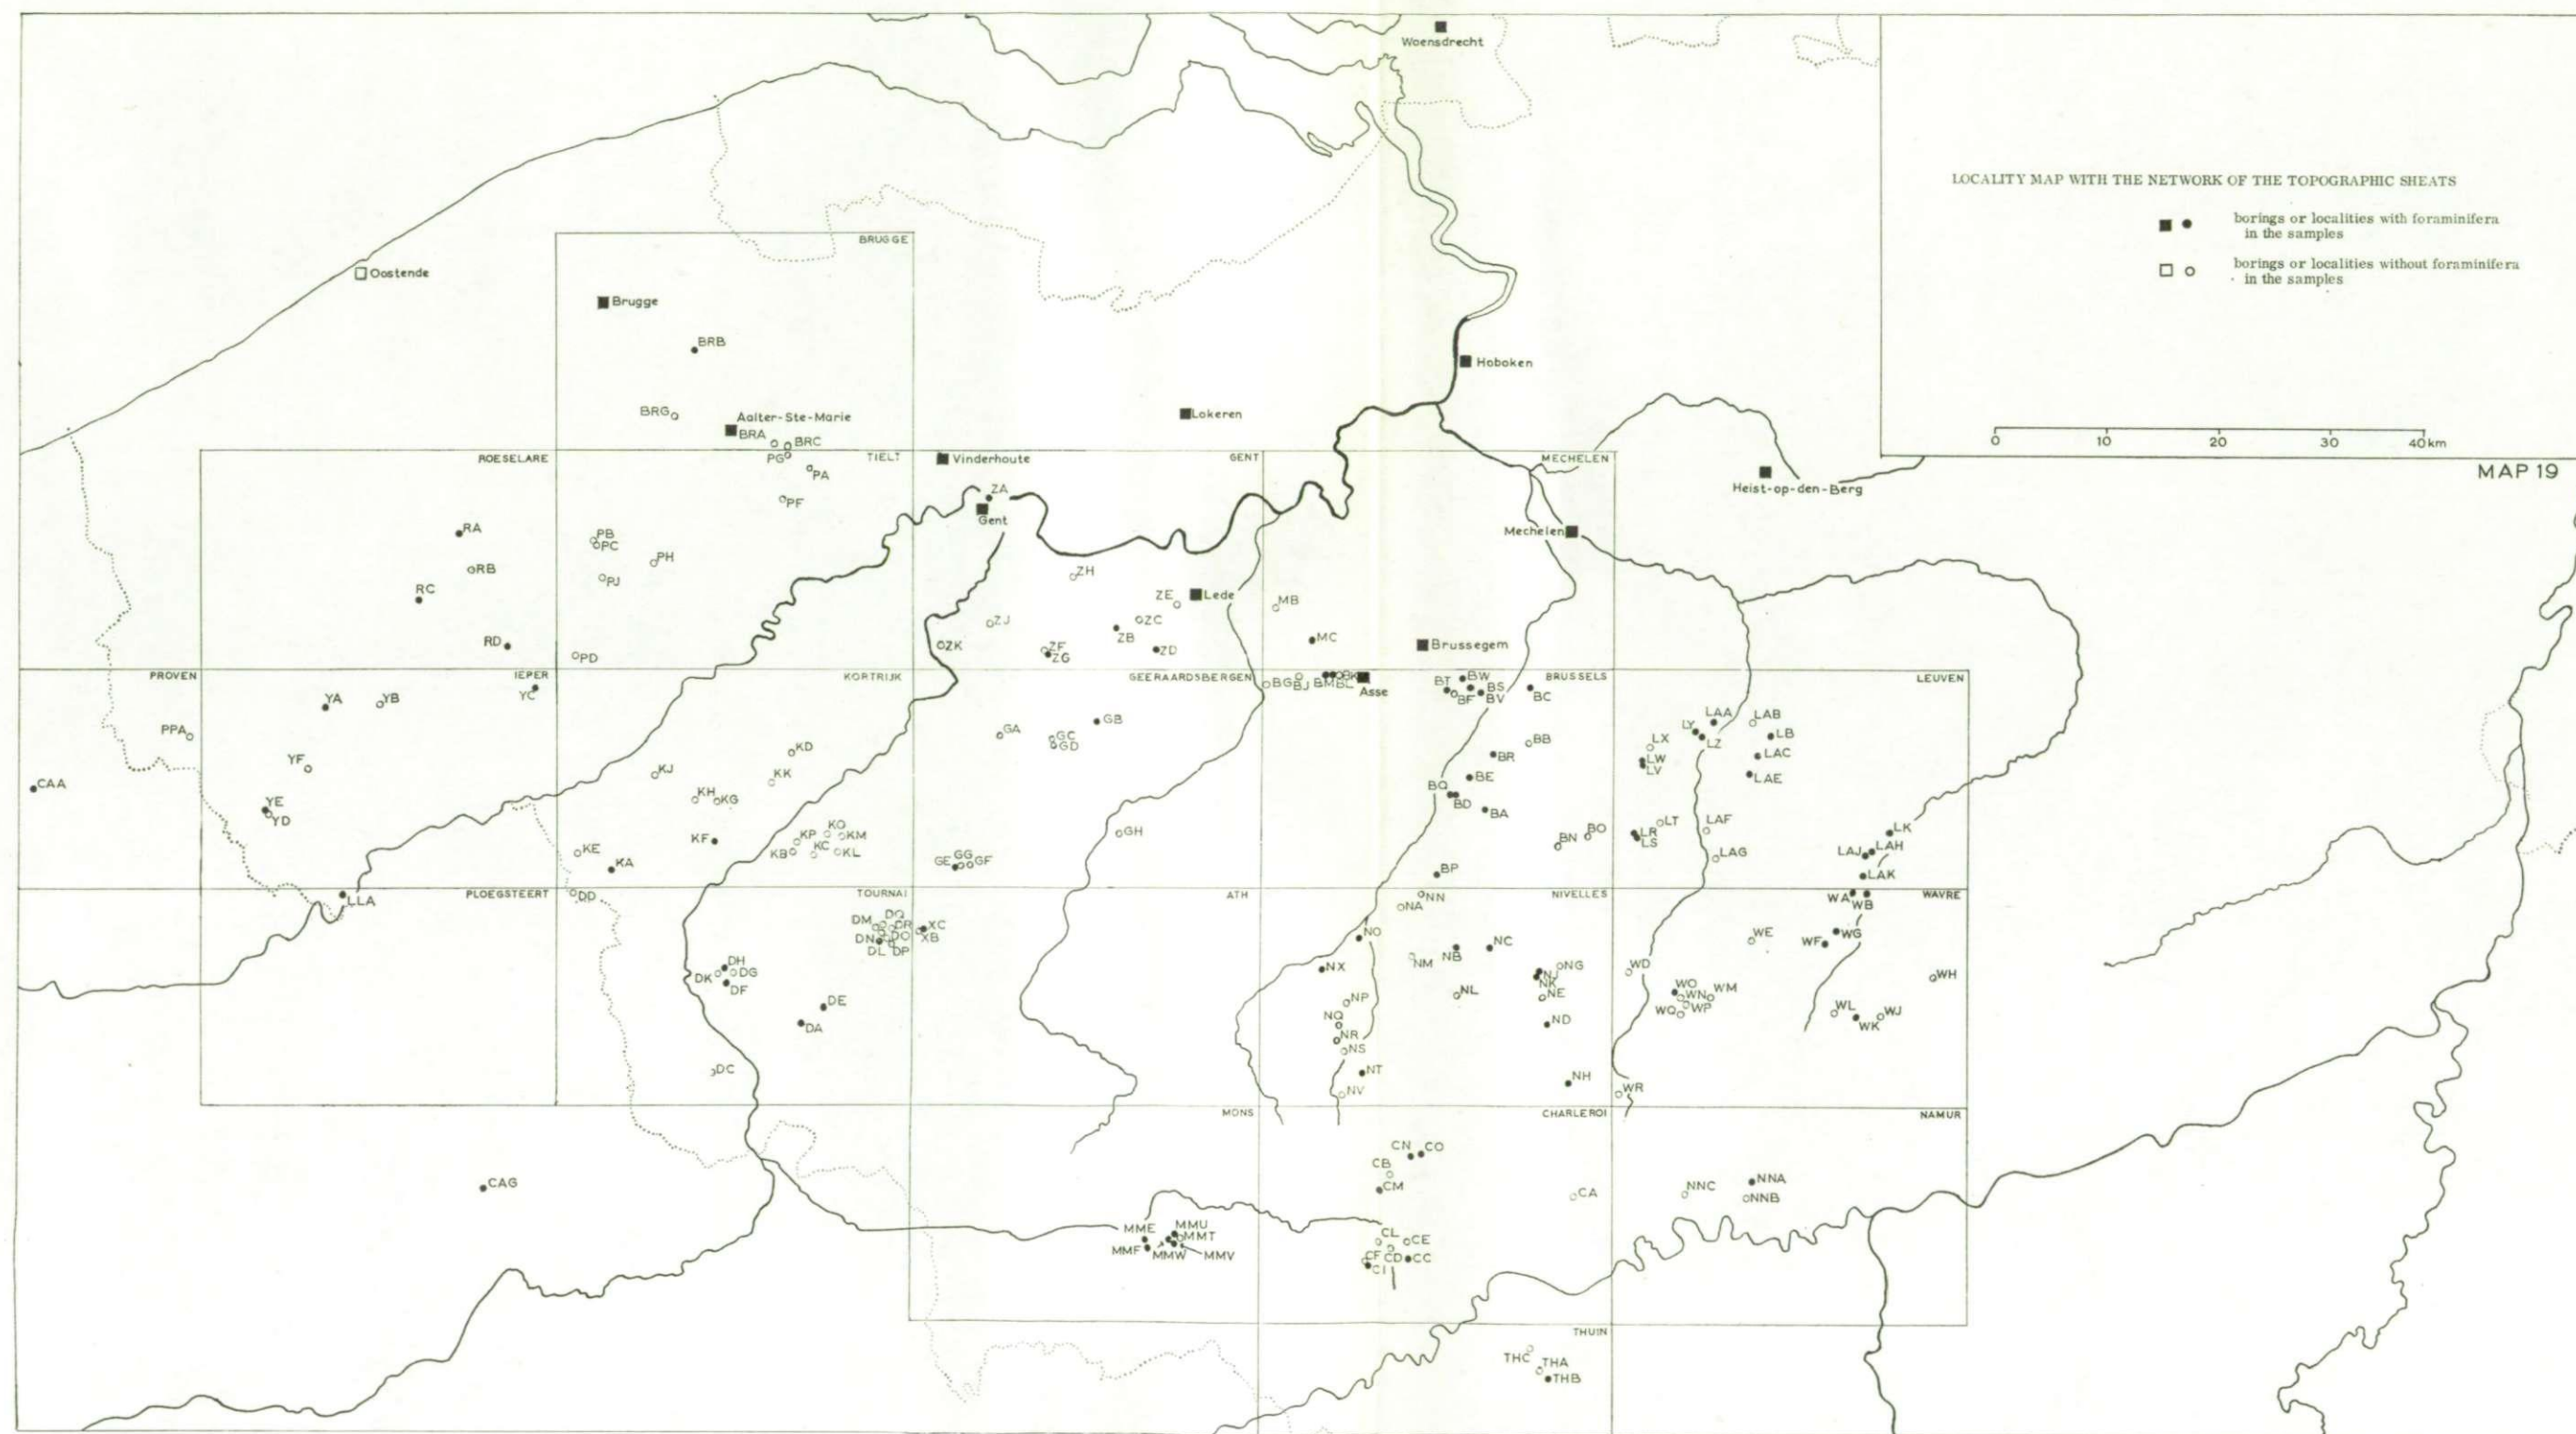 Woensdrecht
LOCALITY MAP WITH THE NETWORK OF THE TOPOGRAPHIC SHEATS
borings or localities with foraminifera
in the samples
borings or localities without foraminifera
in the samples
0 10 20 30 40 km
MAP 19
BRUGGE
Oostende
Brugge
BRB
Hoboken
BRG
Aalter-Ste-Marie
BRA
BRC
Lokeren
ROESELARE
PG
TIELT
Vinderhoute
GENT
MECHELEN
PA
Heist-op-den-Berg
PF
ZA
Gent
RA
Mechelen
PB
PC
PH
RB
PJ
ZH
RC
ZE
Lede
MB
ZJ
ZC
ZB
RD
ZK
ZF
ZG
ZD
MC
Brussegem
PD
PROVEN
IEPER
KORTRIJK
GEERAARDSBERGEN
BRUSSELS
LEUVEN
YC
BG
BJ
BM
BL
BK
Asse
BT
BW
BF
BS
BV
BC
YA
YB
PPA
GA
GB
GC
GD
LAA
LAB
LY
LZ
LB
LX
BB
KD
YF
KJ
KK
BR
LW
LV
LAC
LAE
CAA
BE
KH
KG
BQ
BD
YE
YD
BA
KO
KP
KM
GH
LT
LAF
KF
BN
BO
LR
LS
LK
KE
KB
KC
KL
LAJ
LAH
LAG
KA
GE
GG
GF
BP
LAK
LLA
PLOEGSTEERT
DD
TOURNAI
ATH
NN
NIVELLES
WA
WB
WAVRE
NA
DM
DQ
DR
XC
DN
DO
XB
DL
DP
NO
NB
NC
WE
WF
WG
NM
DH
DK
DG
DF
NX
NG
NJ
NK
WD
WH
NL
NE
WO
WN
WM
NP
DE
WQ
WP
WL
WJ
WK
DA
NQ
ND
NR
NS
DC
NT
NH
NV
WR
MONS
CHARLEROI
NAMUR
CN
CO
CB
CM
CAG
CA
NNC
NNA
NNB
MME
MMU
MMT
MMF
MMW
MMV
CL
CE
CF
CD
CC
CI
THUIN
THC
THA
THB